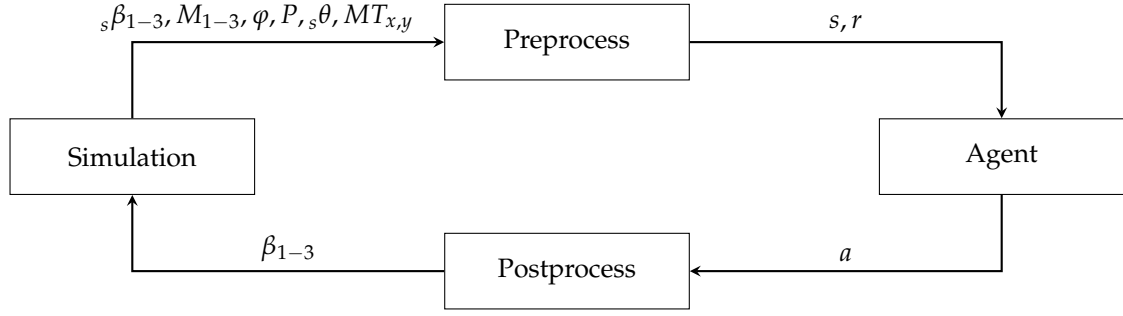 ₛβ₁₋₃, M₁₋₃, φ, P, ₛθ, MTₓ,ᵧ
Preprocess
s, r
Simulation
Agent
β₁₋₃
Postprocess
a